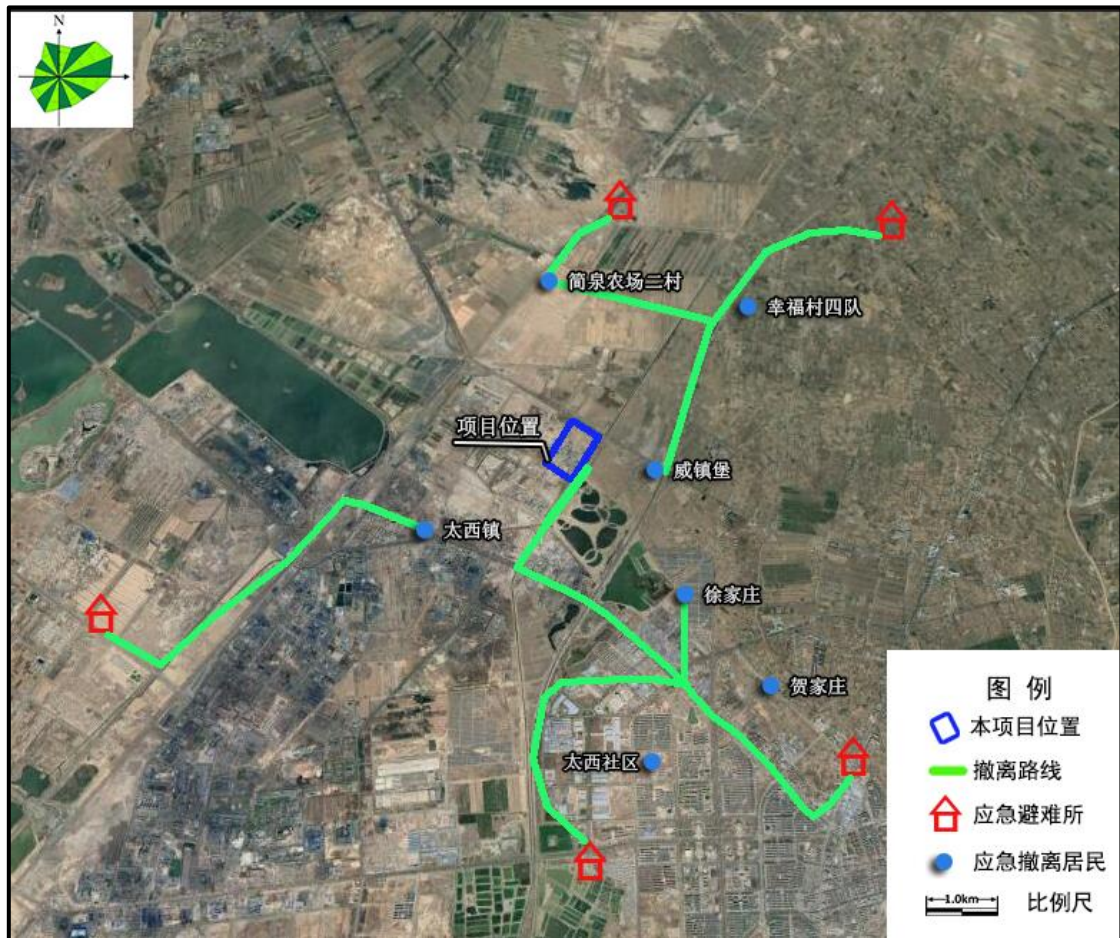 N
简泉农场二村
幸福村四队
项目位置
威镇堡
太西镇
徐家庄
贺家庄
太西社区
图 例
本项目位置
撤离路线
应急避难所
应急撤离居民
1.0km 比例尺